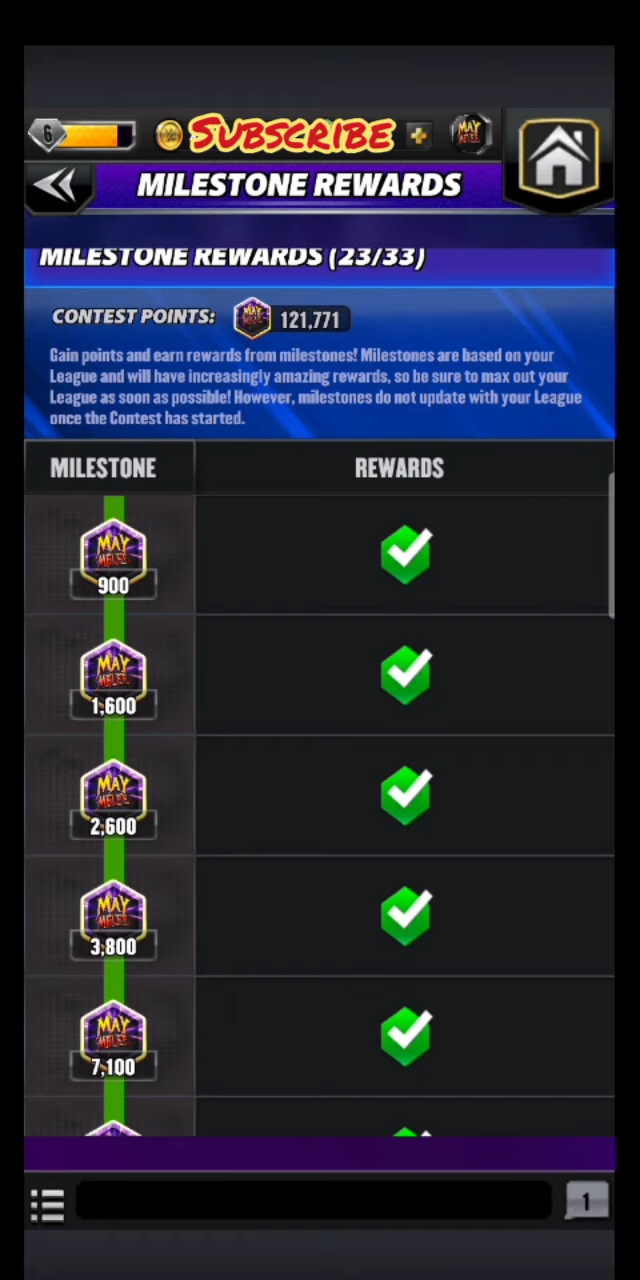 6
SUBSCRIBE
MAY
MILESTONE REWARDS
MILESTONE REWARDS (23/33)
CONTEST POINTS: MAY MELEE 121,771
Gain points and earn rewards from milestones! Milestones are based on your
League and will have increasingly amazing rewards, so be sure to max out your
League as soon as possible! However, milestones do not update with your League
once the Contest has started.
MILESTONE REWARDS
MAY
MELEE
900
MAY
MELEE
1,600
MAY
MELEE
2,600
MAY
MELEE
3,800
MAY
MELEE
7,100
1